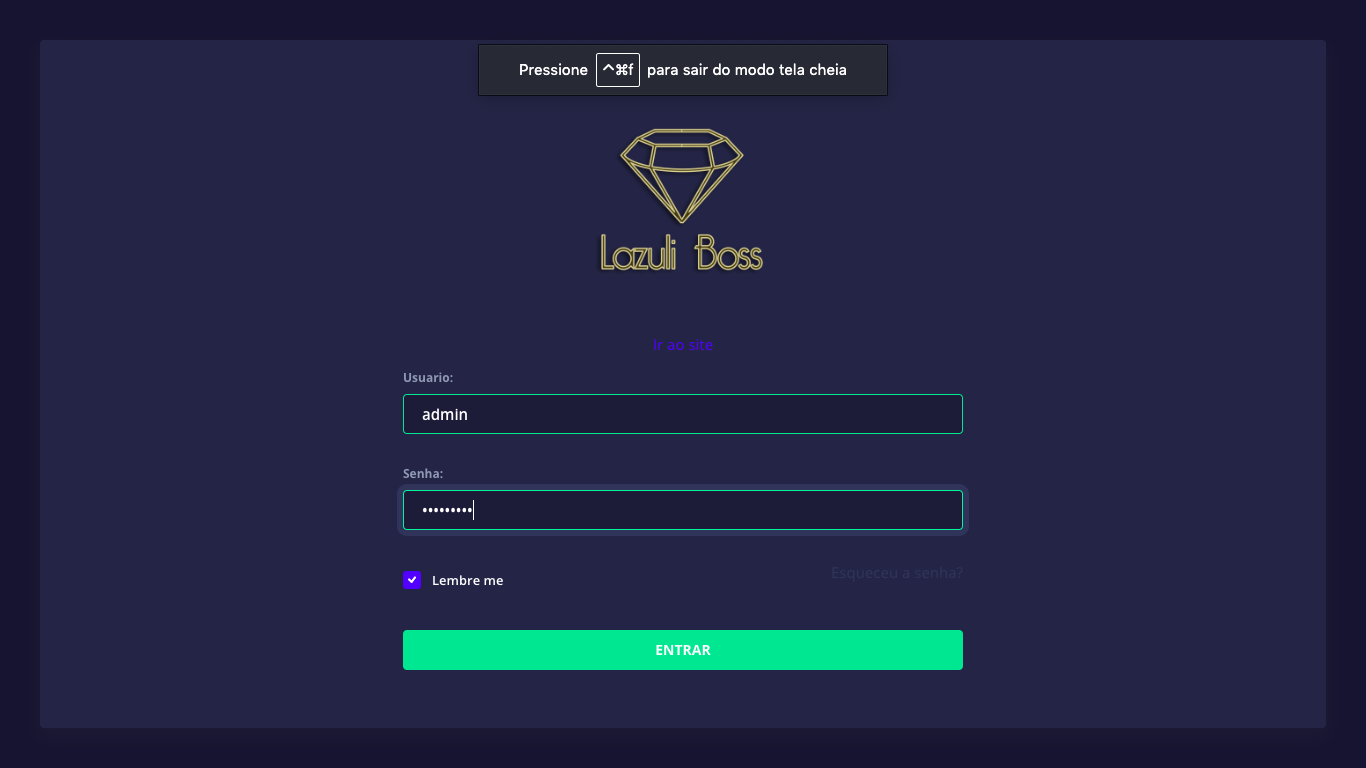 Pressione ^⌘f para sair do modo tela cheia
Lazuli Boss
Ir ao site
Usuario:
admin
Senha:
•••••••••
Lembre me
Esqueceu a senha?
ENTRAR